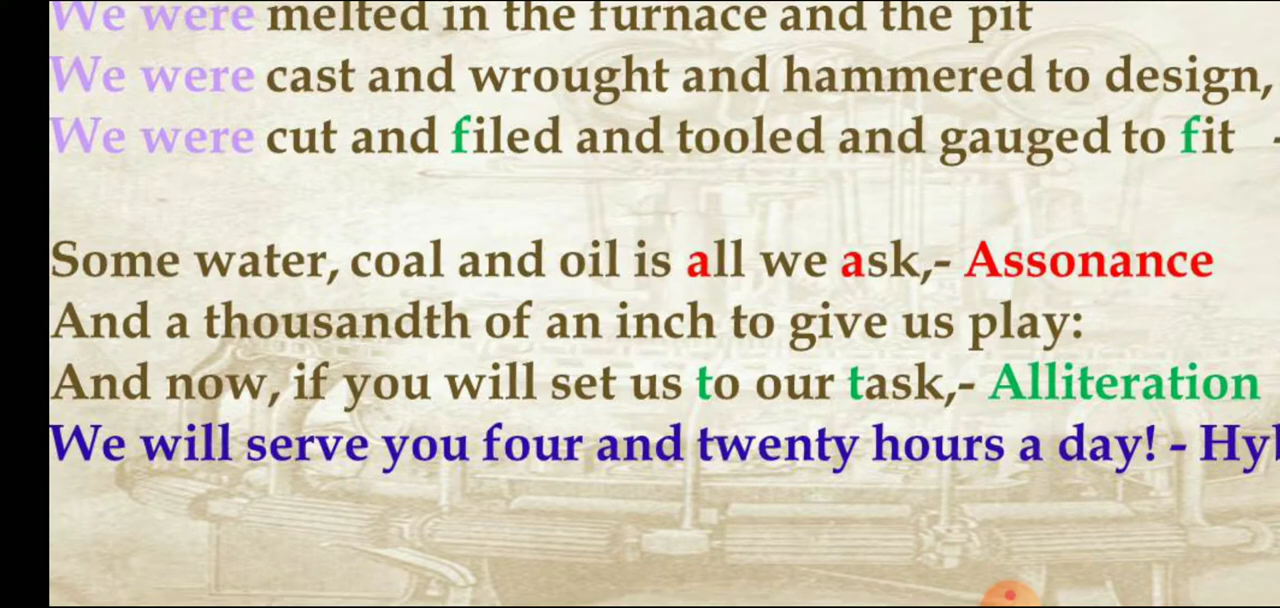 We were melted in the furnace and the pit
We were cast and wrought and hammered to design,
We were cut and filed and tooled and gauged to fit -
Some water, coal and oil is all we ask,- Assonance
And a thousandth of an inch to give us play:
And now, if you will set us to our task,- Alliteration
We will serve you four and twenty hours a day! -